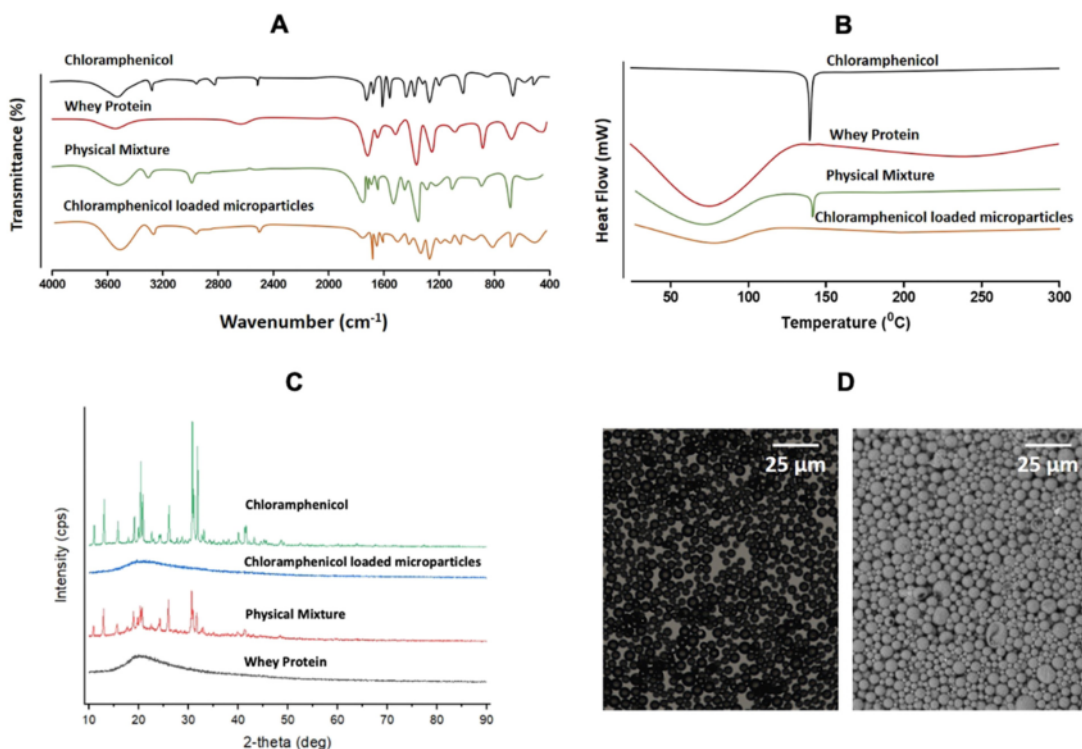 A
Chloramphenicol
Whey Protein
Physical Mixture
Chloramphenicol loaded microparticles
Transmittance (%)
4000 3600 3200 2800 2400 2000 1600 1200 800 400
Wavenumber (cm⁻¹)
B
Chloramphenicol
Whey Protein
Physical Mixture
Chloramphenicol loaded microparticles
Heat Flow (mW)
50 100 150 200 250 300
Temperature (⁰C)
C
Chloramphenicol
Chloramphenicol loaded microparticles
Physical Mixture
Whey Protein
Intensity (cps)
10 20 30 40 50 60 70 80 90
2-theta (deg)
D
25 µm
25 µm